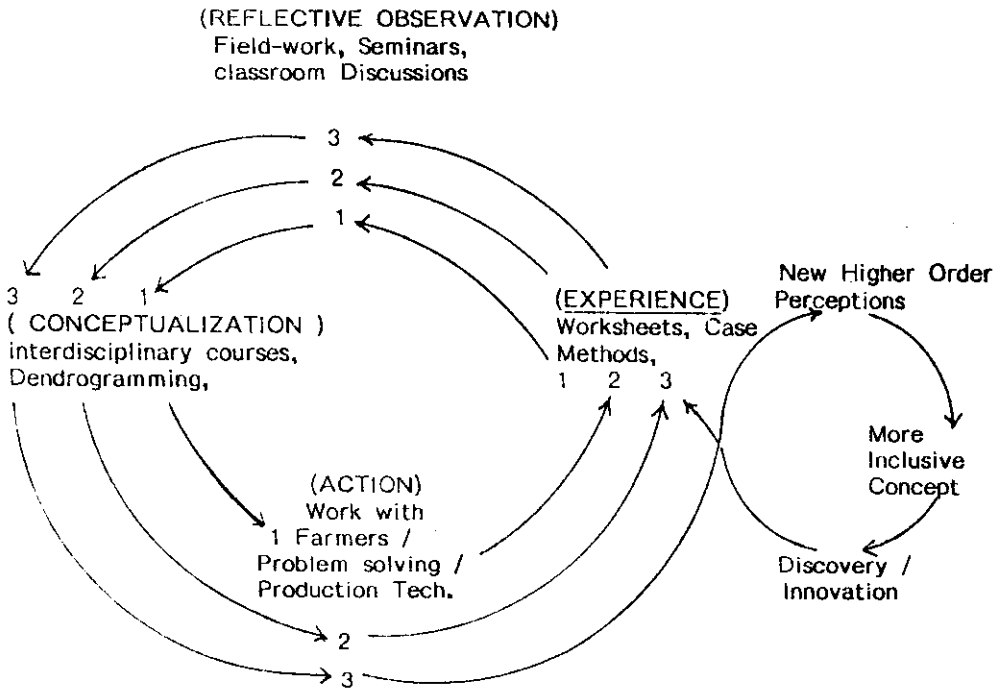 (REFLECTIVE OBSERVATION)
Field-work, Seminars,
classroom Discussions
3
2
1
3 2 1
( CONCEPTUALIZATION )
interdisciplinary courses,
Dendrogramming,
(EXPERIENCE)
Worksheets, Case
Methods,
1 2 3
New Higher Order
Perceptions
More
Inclusive
Concept
Discovery /
Innovation
(ACTION)
Work with
1 Farmers /
Problem solving /
Production Tech.
2
3